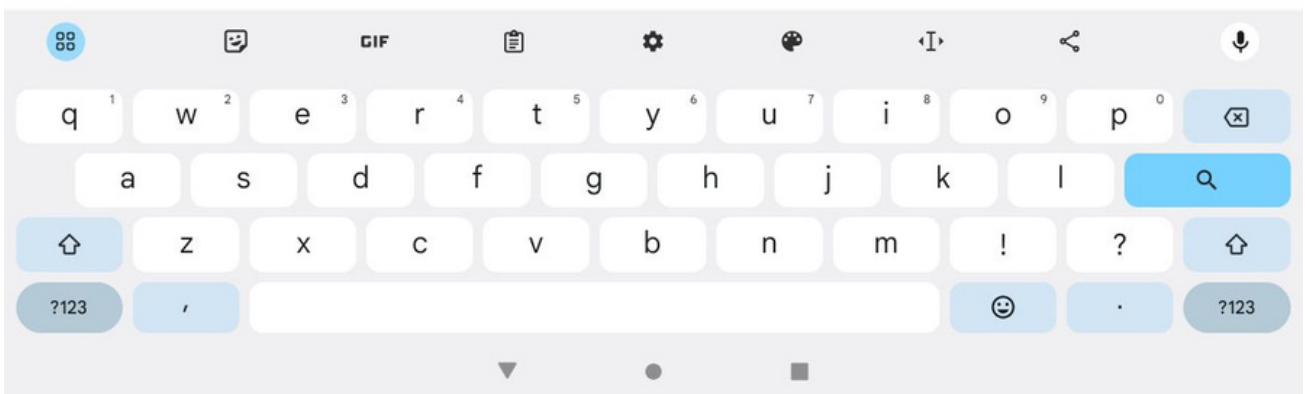 GIF
q 1 w 2 e 3 r 4 t 5 y 6 u 7 i 8 o 9 p 0
a s d f g h j k l
z x c v b n m ! ?
?123 , . ?123